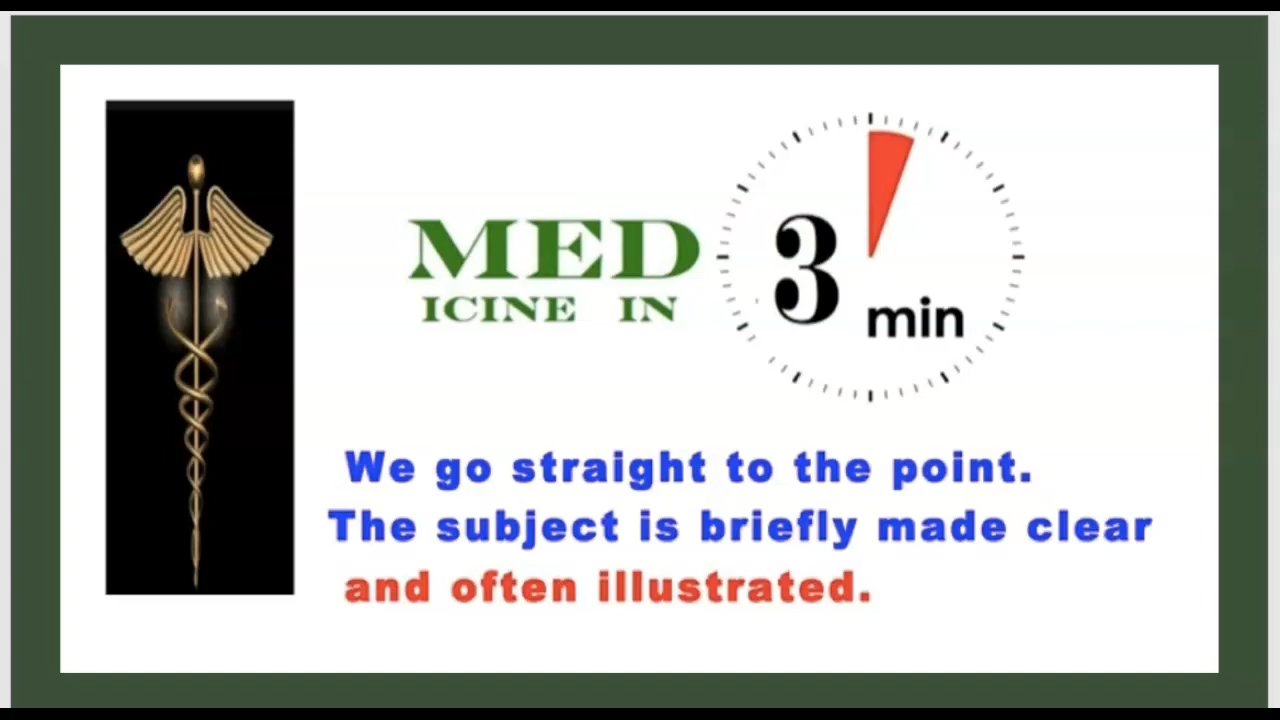 MED
ICINE IN
3
min
We go straight to the point.
The subject is briefly made clear
and often illustrated.